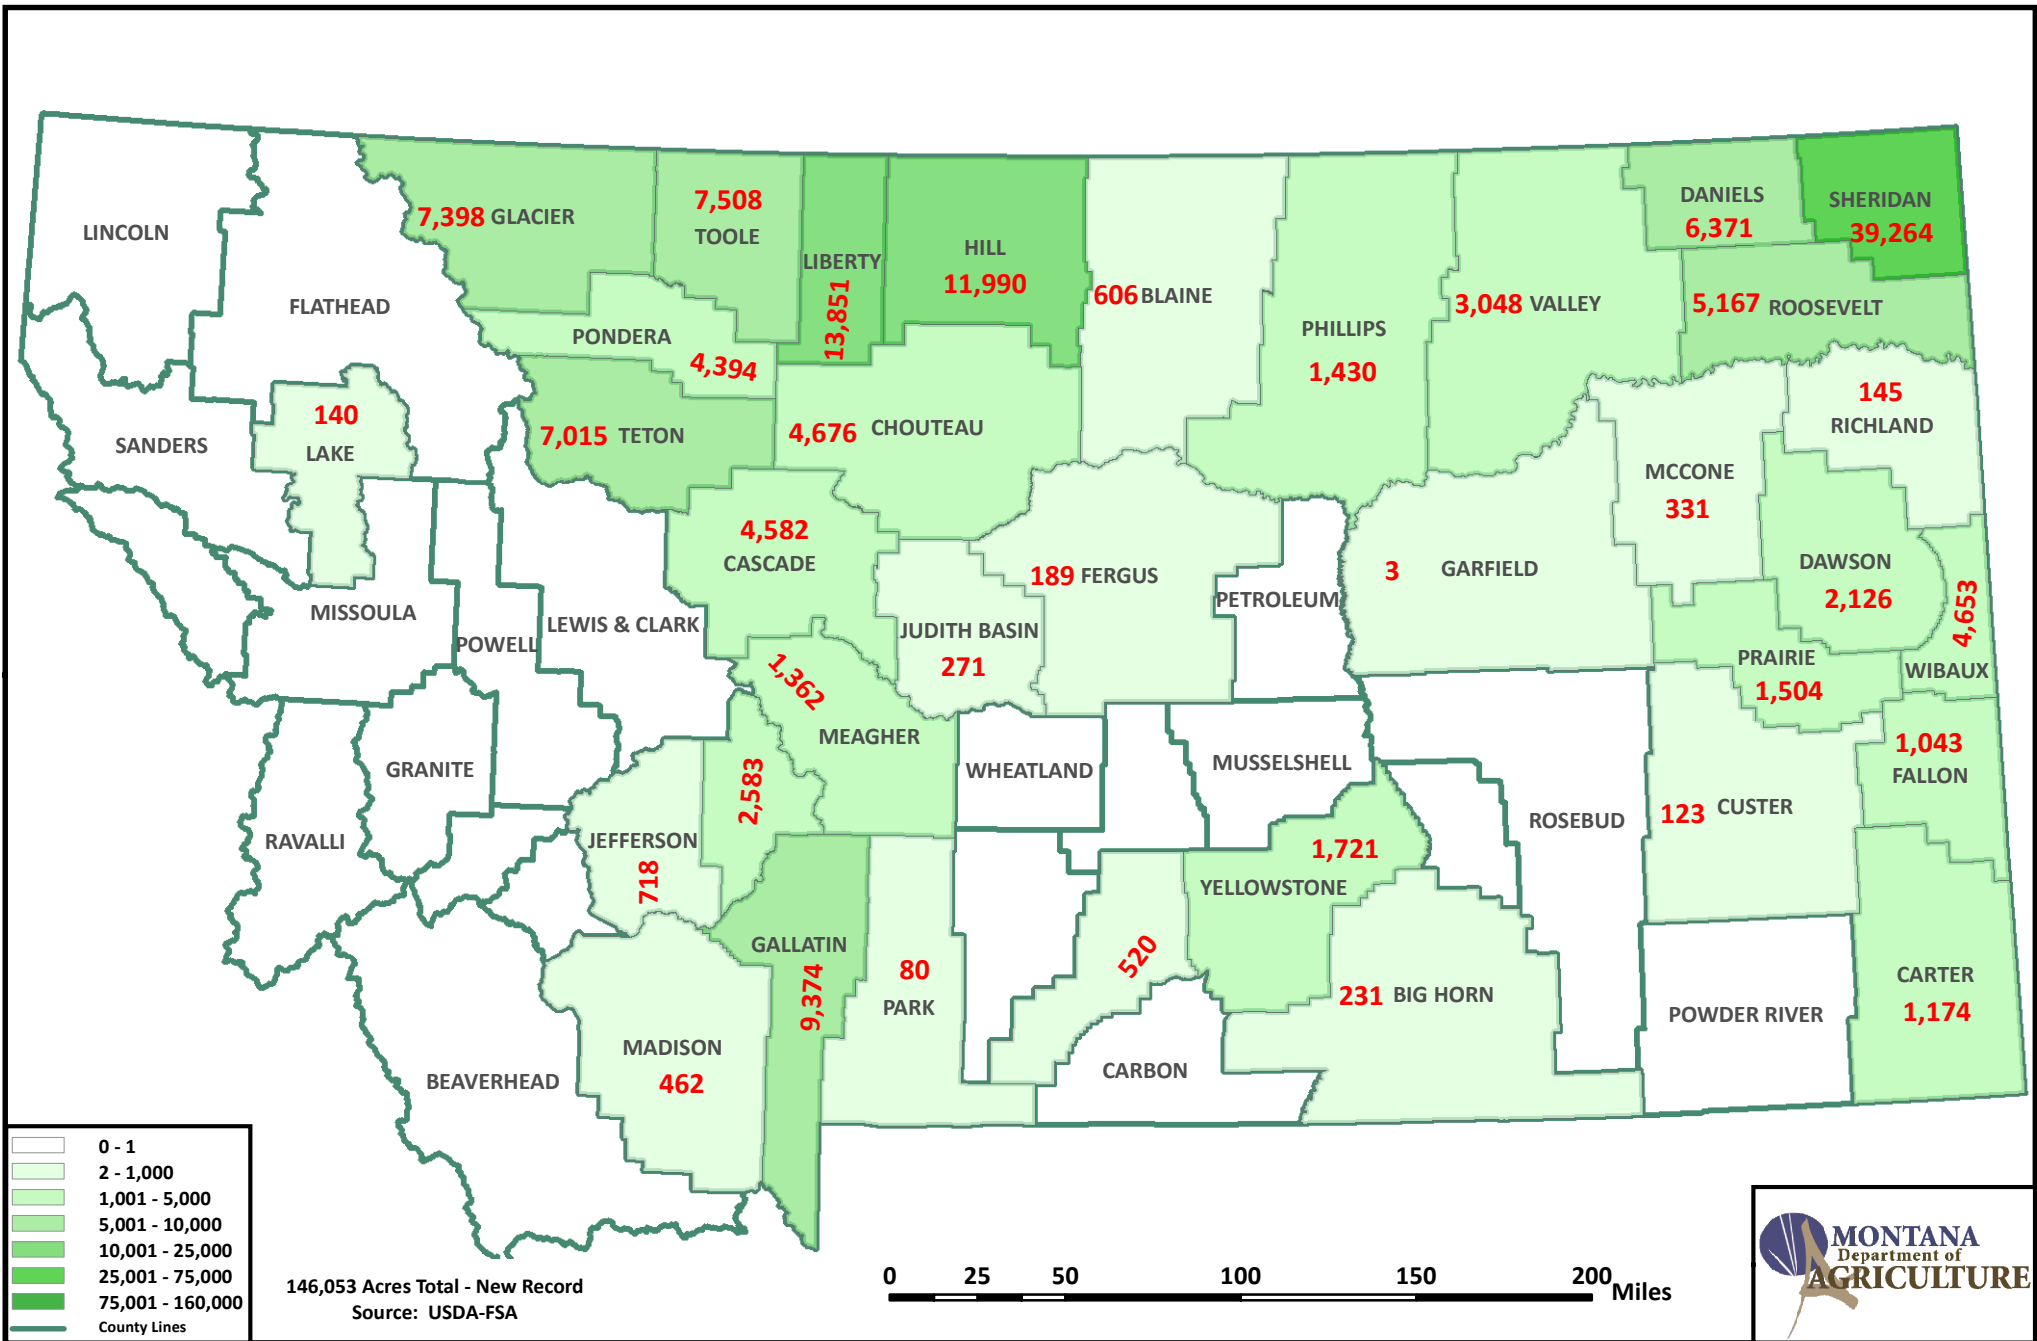 LINCOLN
FLATHEAD
7,398 GLACIER
7,508
TOOLE
LIBERTY
13,851
HILL
11,990
606 BLAINE
PHILLIPS
1,430
3,048 VALLEY
DANIELS
6,371
SHERIDAN
39,264
5,167 ROOSEVELT
PONDERA
4,394
140
LAKE
SANDERS
7,015 TETON
4,676 CHOUTEAU
145
RICHLAND
MCCONE
331
4,582
CASCADE
189 FERGUS
PETROLEUM
3 GARFIELD
DAWSON
2,126
4,653
WIBAUX
MISSOULA
POWELL
LEWIS & CLARK
JUDITH BASIN
271
PRAIRIE
1,504
1,362
MEAGHER
GRANITE
2,583
WHEATLAND
MUSSELSHELL
1,043
FALLON
RAVALLI
JEFFERSON
718
1,721
YELLOWSTONE
ROSEBUD
123 CUSTER
GALLATIN
9,374
80
PARK
520
231 BIG HORN
POWDER RIVER
CARTER
1,174
MADISON
462
BEAVERHEAD
CARBON
0 - 1
2 - 1,000
1,001 - 5,000
5,001 - 10,000
10,001 - 25,000
25,001 - 75,000
75,001 - 160,000
County Lines
146,053 Acres Total - New Record
Source: USDA-FSA
0 25 50 100 150 200
Miles
MONTANA
Department of
AGRICULTURE